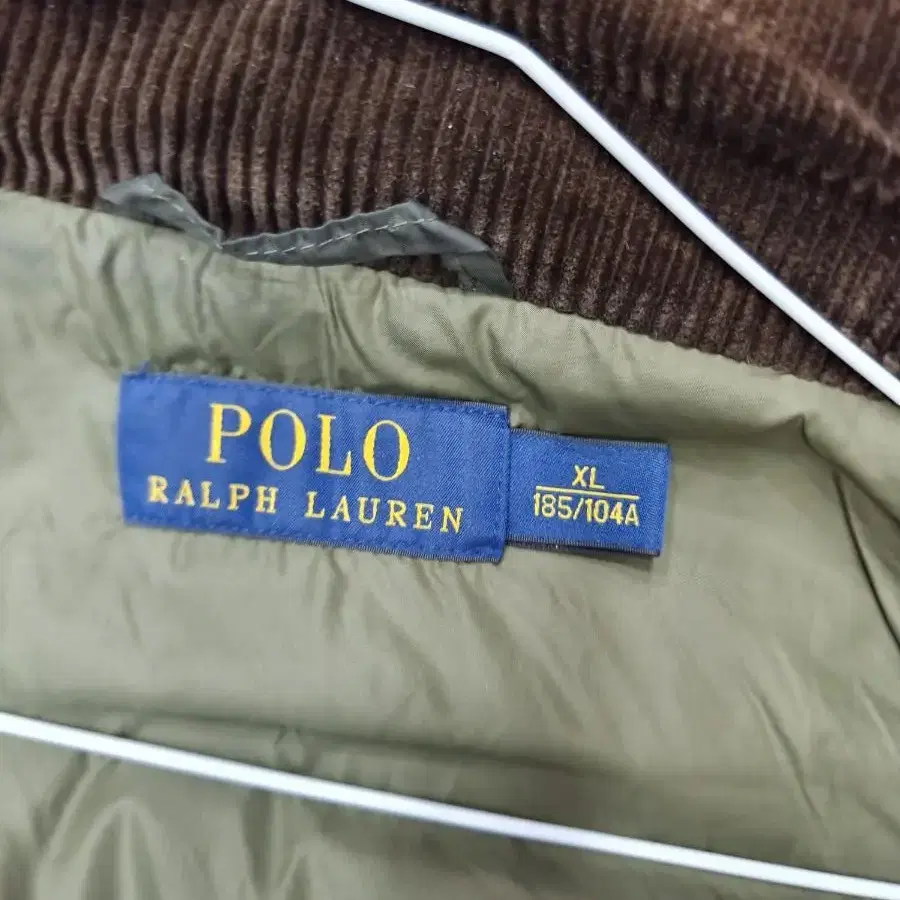 POLO
RALPH LAUREN
XL
185/104A